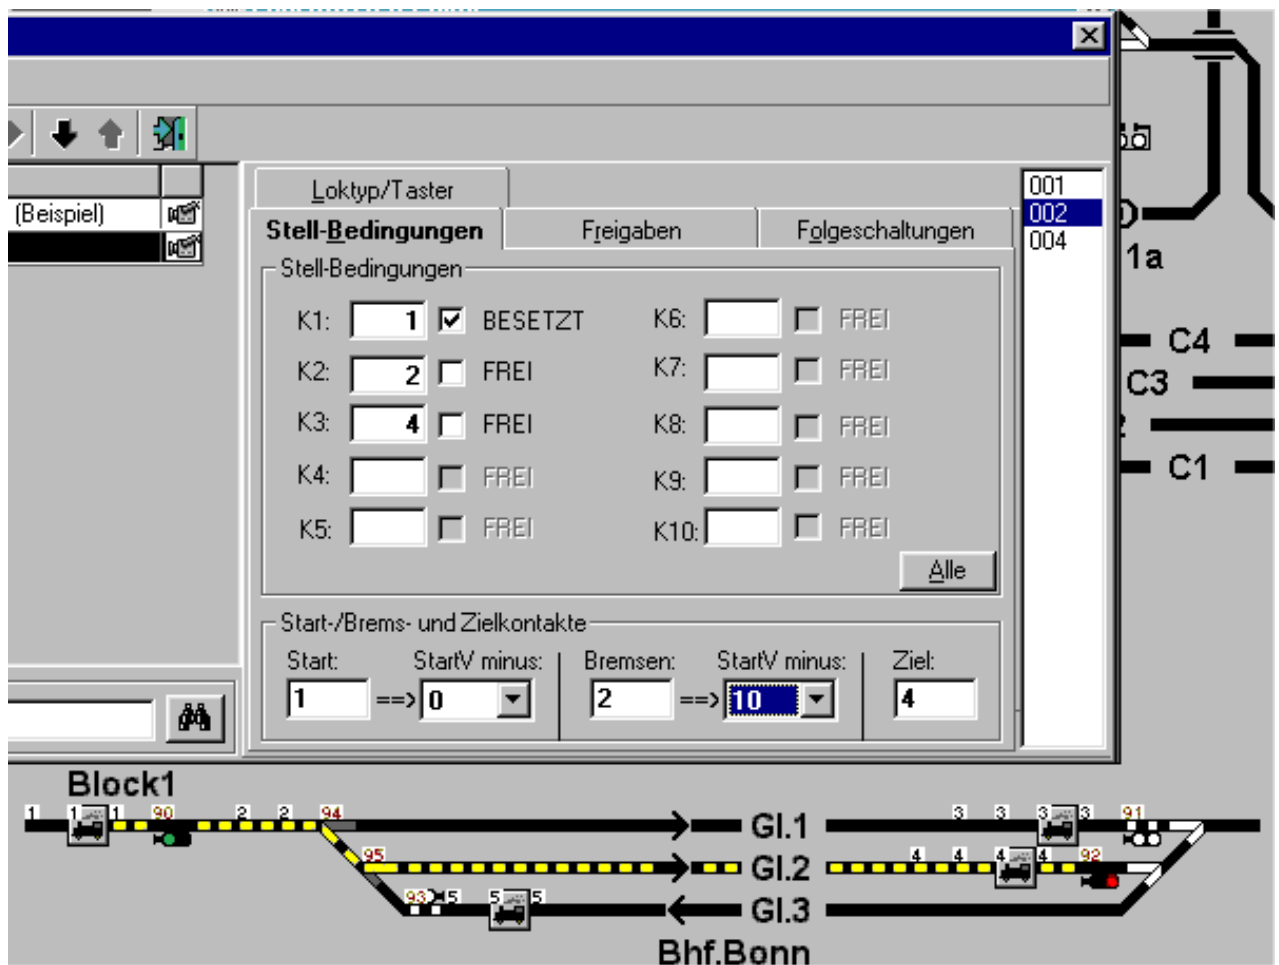 Loktyp/Taster
(Beispiel)
Stell-Bedingungen Freigaben Folgeschaltungen
001
002
004
Stell-Bedingungen
K1: 1 BESETZT K6: FREI
K2: 2 FREI K7: FREI
K3: 4 FREI K8: FREI
K4: FREI K9: FREI
K5: FREI K10: FREI
Alle
Start-/Brems- und Zielkontakte
Start: StartV minus: Bremsen: StartV minus: Ziel:
1 ==> 0 2 ==> 10 4
1a
C4
C3
C1
Block1
1 1 1 90 2 2 94 3 3 3 3 91
Gl.1
95 4 4 4 4 92
Gl.2
93 5 5 5
Gl.3
Bhf.Bonn